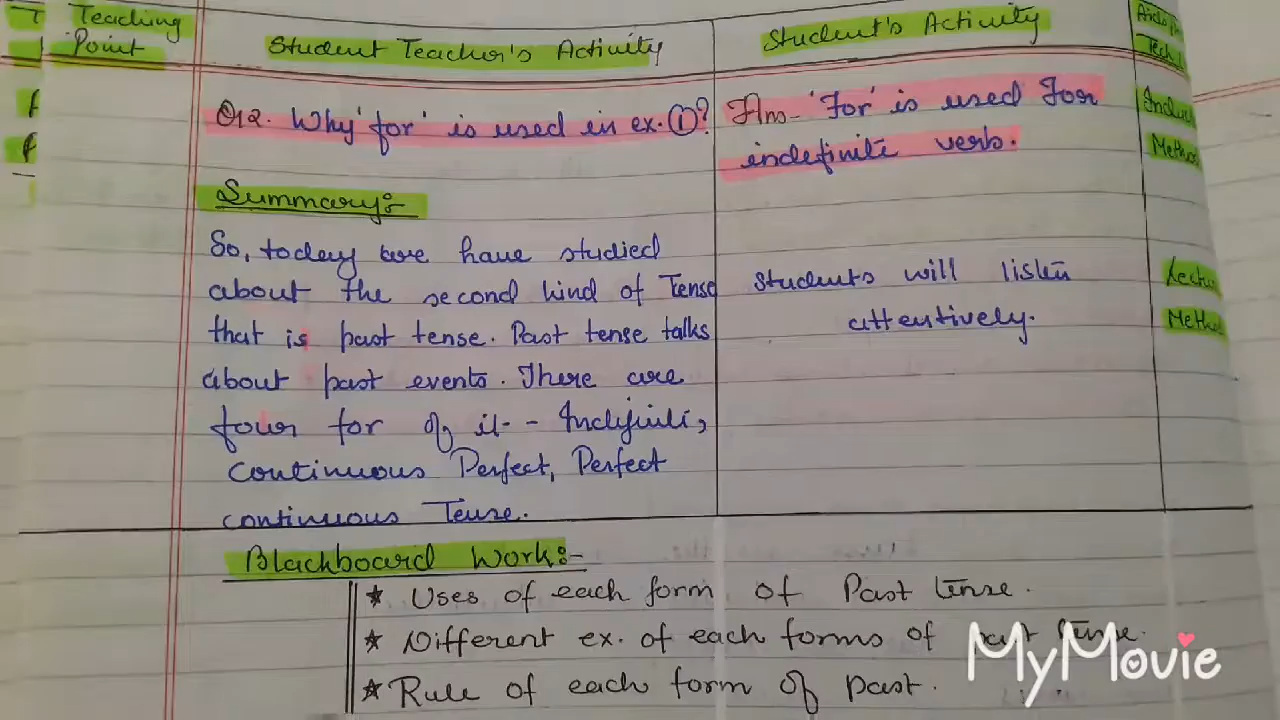 Teaching
Point
Student Teacher's Activity
Student's Activity
Q2. Why 'for' is used in ex. ①?
Ans- 'For' is used For
indefinite verb.
Method
Summary:-
So, today we have studied
about the second kind of Tense
that is past tense. Past tense talks
about past events. There are
four for of it - Indefinite,
continuous Perfect, Perfect
continuous Tense.
Students will listen
attentively.
Lectur
Method
Blackboard Work:-
* Uses of each form of Past tense.
* Different ex. of each forms of past tense.
* Rule of each form of past.
MyMovie